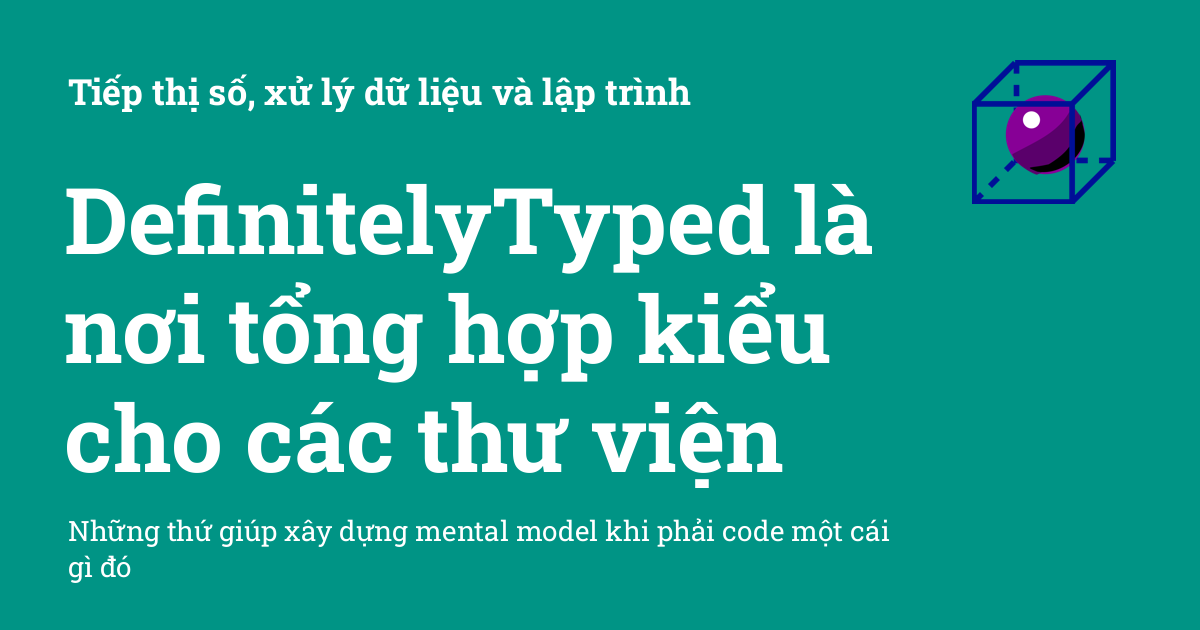 Tiếp thị số, xử lý dữ liệu và lập trình
DefinitelyTyped là
nơi tổng hợp kiểu
cho các thư viện
Những thứ giúp xây dựng mental model khi phải code một cái
gì đó